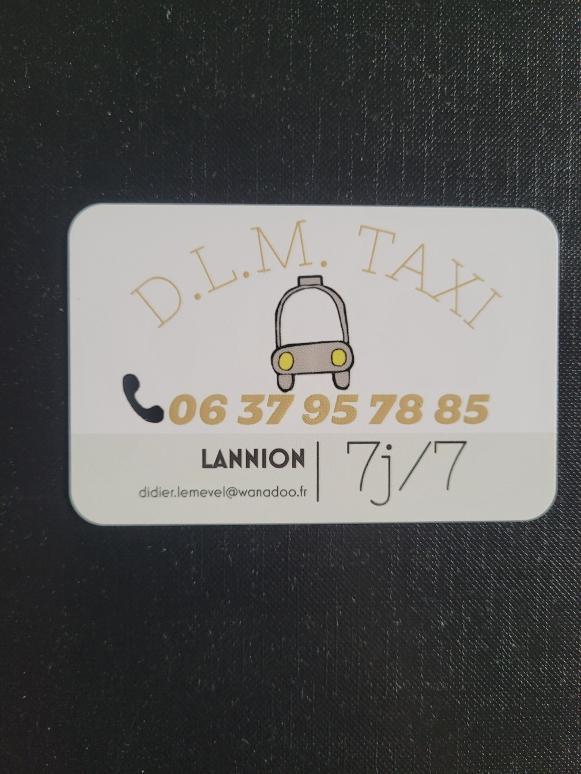 D.L.M. TAXI
06 37 95 78 85
LANNION
didier.lemevel@wanadoo.fr
7j/7